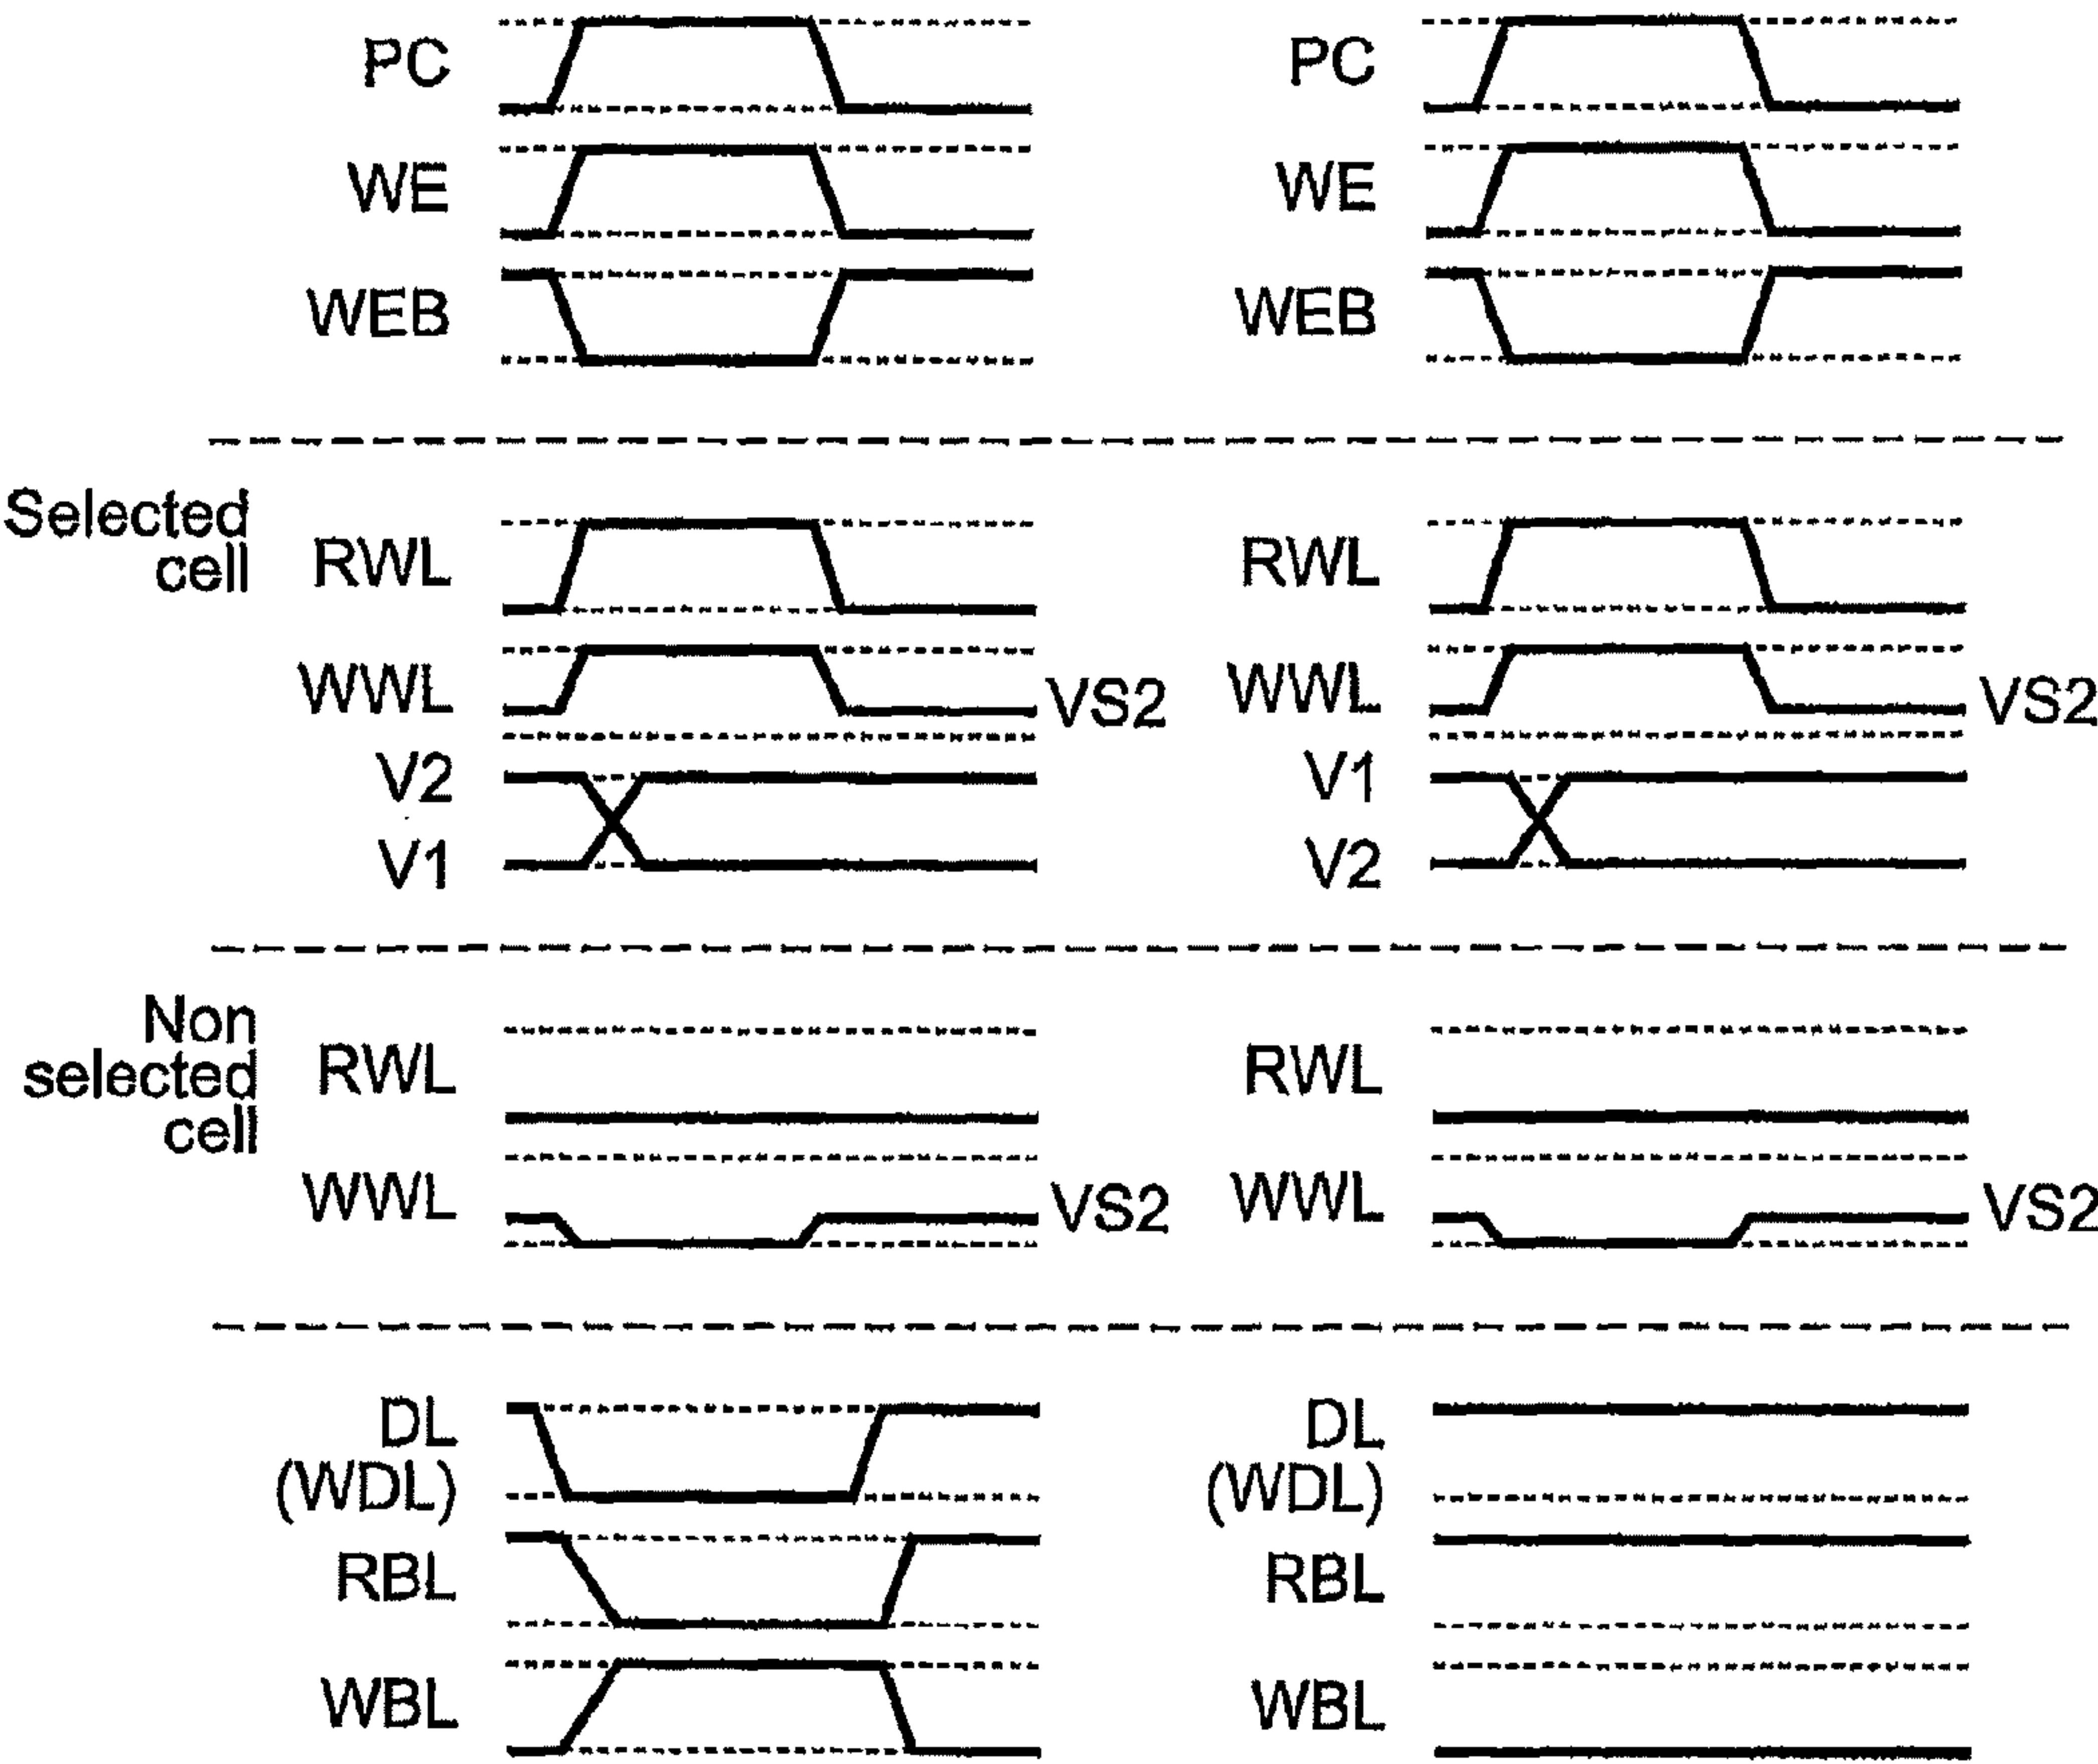 PC
PC
WE
WE
WEB
WEB
Selected
cell
RWL
RWL
WWL
VS2
WWL
VS2
V2
V1
V1
V2
Non
selected
cell
RWL
RWL
WWL
VS2
WWL
VS2
DL
(WDL)
DL
(WDL)
RBL
RBL
WBL
WBL